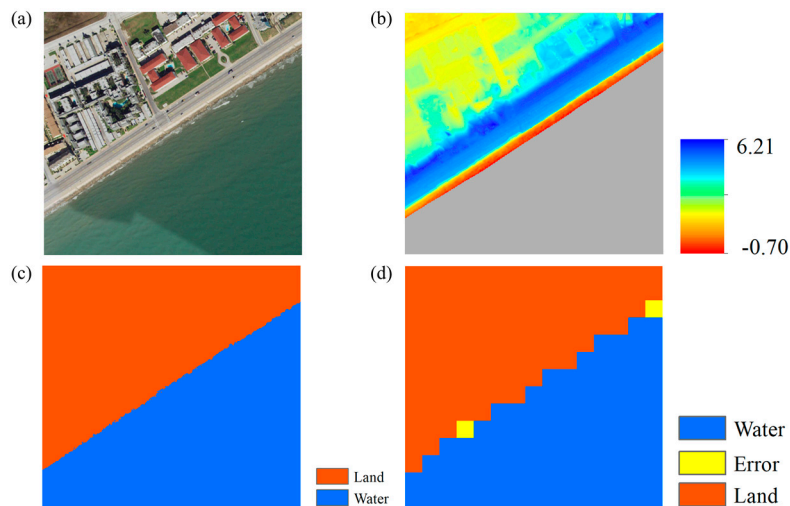 (a)
(b)
6.21
-0.70
(c)
(d)
Land
Water
Water
Error
Land